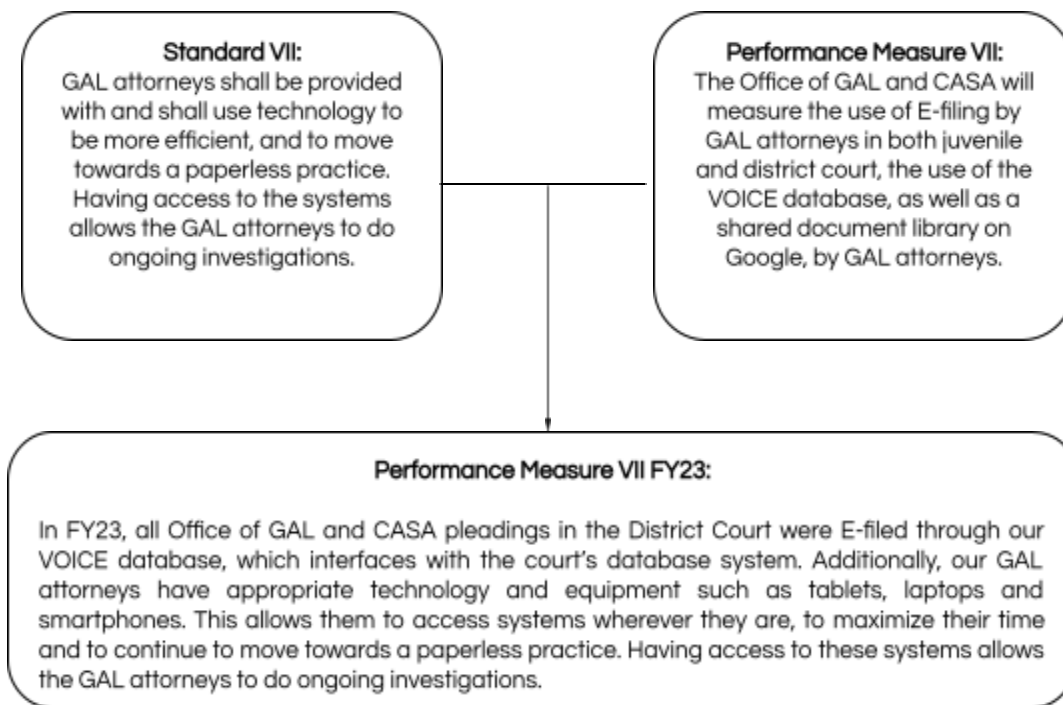 Standard VII:
GAL attorneys shall be provided
with and shall use technology to
be more efficient, and to move
towards a paperless practice.
Having access to the systems
allows the GAL attorneys to do
ongoing investigations.
Performance Measure VII:
The Office of GAL and CASA will
measure the use of E-filing by
GAL attorneys in both juvenile
and district court, the use of the
VOICE database, as well as a
shared document library on
Google, by GAL attorneys.
Performance Measure VII FY23:
In FY23, all Office of GAL and CASA pleadings in the District Court were E-filed through our
VOICE database, which interfaces with the court's database system. Additionally, our GAL
attorneys have appropriate technology and equipment such as tablets, laptops and
smartphones. This allows them to access systems wherever they are, to maximize their time
and to continue to move towards a paperless practice. Having access to these systems allows
the GAL attorneys to do ongoing investigations.